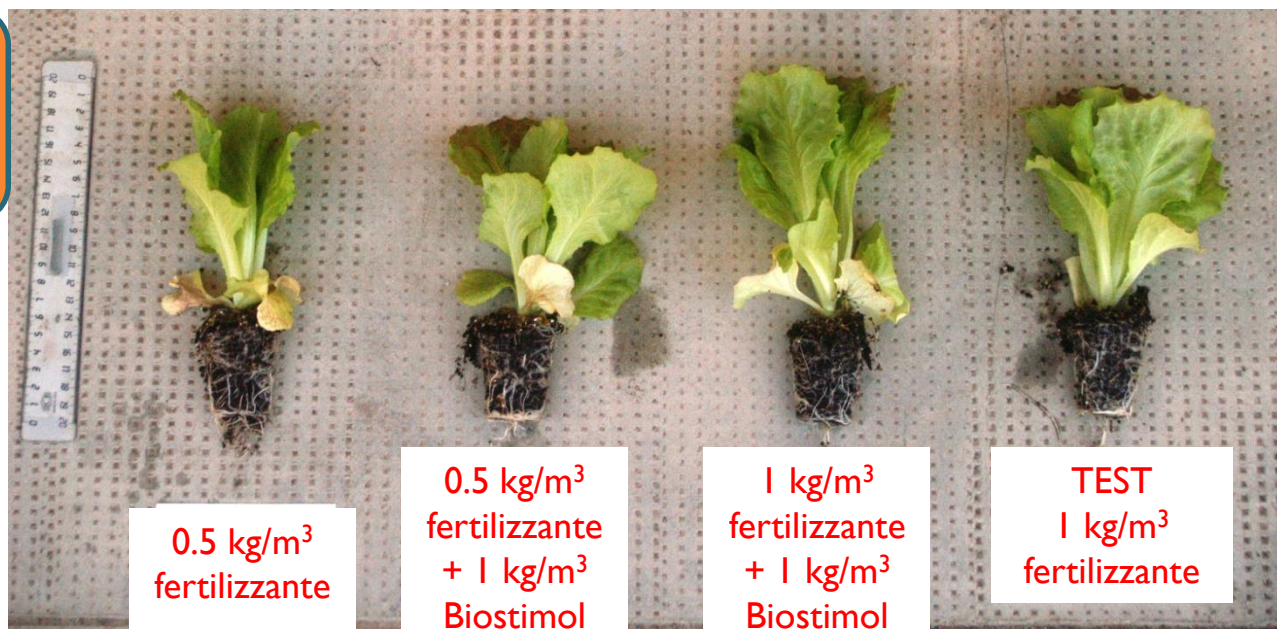 0.5 kg/m³
fertilizzante
0.5 kg/m³
fertilizzante
+ 1 kg/m³
Biostimol
1 kg/m³
fertilizzante
+ 1 kg/m³
Biostimol
TEST
1 kg/m³
fertilizzante